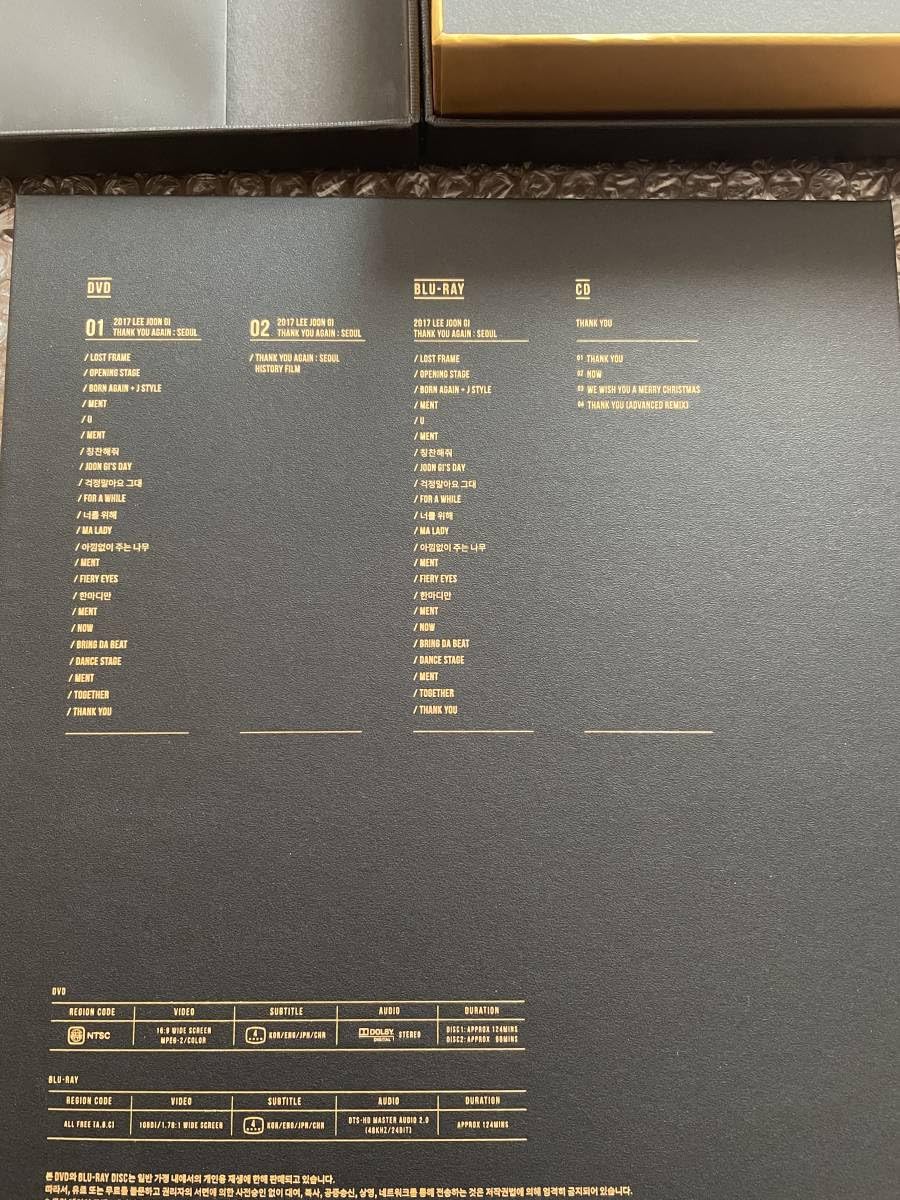 DVD
01 2017 LEE JOON GI
THANK YOU AGAIN : SEOUL
/ LOST FRAME
/ OPENING STAGE
/ BORN AGAIN + J STYLE
/ MENT
/ U
/ MENT
/ 칭찬해줘
/ JOON GI'S DAY
/ 걱정말아요 그대
/ FOR A WHILE
/ 너를 위해
/ MA LADY
/ 아낌없이 주는 나무
/ MENT
/ FIERY EYES
/ 한마디만
/ MENT
/ NOW
/ BRING DA BEAT
/ DANCE STAGE
/ MENT
/ TOGETHER
/ THANK YOU
02 2017 LEE JOON GI
THANK YOU AGAIN : SEOUL
/ THANK YOU AGAIN : SEOUL
HISTORY FILM
BLU-RAY
2017 LEE JOON GI
THANK YOU AGAIN : SEOUL
/ LOST FRAME
/ OPENING STAGE
/ BORN AGAIN + J STYLE
/ MENT
/ U
/ MENT
/ 칭찬해줘
/ JOON GI'S DAY
/ 걱정말아요 그대
/ FOR A WHILE
/ 너를 위해
/ MA LADY
/ 아낌없이 주는 나무
/ MENT
/ FIERY EYES
/ 한마디만
/ MENT
/ NOW
/ BRING DA BEAT
/ DANCE STAGE
/ MENT
/ TOGETHER
/ THANK YOU
CD
THANK YOU
01 THANK YOU
02 NOW
03 WE WISH YOU A MERRY CHRISTMAS
04 THANK YOU (ADVANCED REMIX)
DVD
REGION CODE VIDEO SUBTITLE AUDIO DURATION
NTSC 16:9 WIDE SCREEN MPEG-2/COLOR 4 KOR/ENG/JPN/CHN DOLBY DIGITAL STEREO DISC1: APPROX 124MINS
DISC2: APPROX 90MINS
BLU-RAY
REGION CODE VIDEO SUBTITLE AUDIO DURATION
ALL FREE (A,B,C) 1080I/1.78:1 WIDE SCREEN 4 KOR/ENG/JPN/CHN DTS-HD MASTER AUDIO 2.0 (48KHZ/24BIT) APPROX 124MINS
본 DVD와 BLU-RAY DISC는 일반 가정 내에서의 개인용 재생에 한해 판매되고 있습니다.
따라서, 유료 또는 무료를 불문하고 권리자의 서면에 의한 사전승인 없이 대여, 복사, 공중송신, 상영, 네트워크를 통해 전송하는 것은 저작권법에 의해 엄격히 금지되어 있습니다.